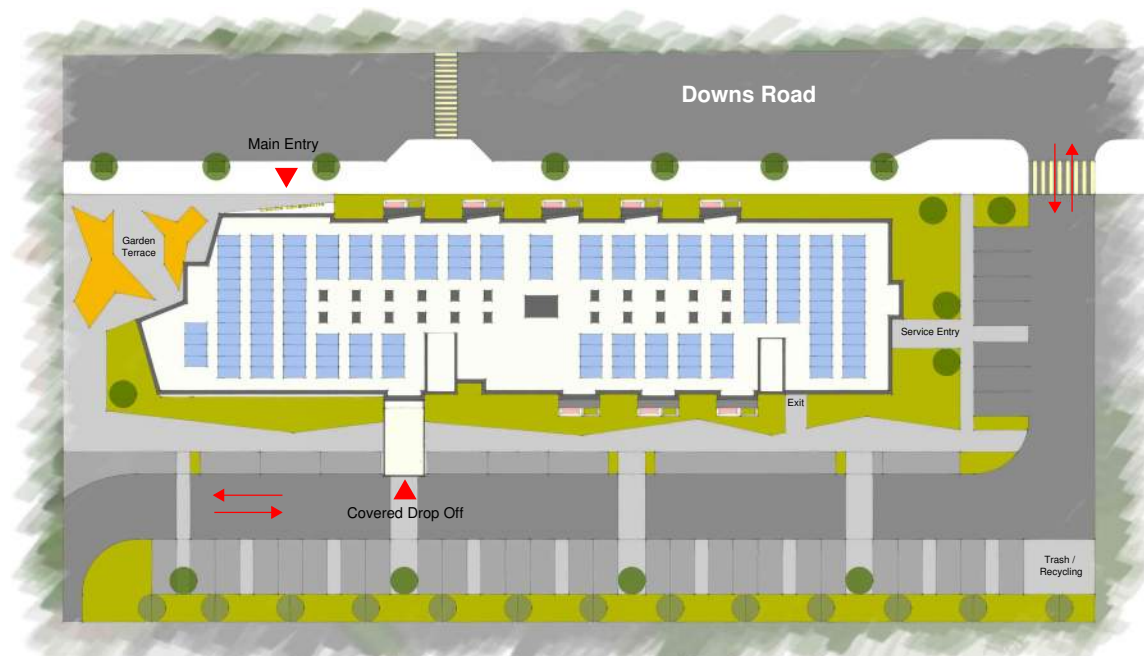 Downs Road
Main Entry
Garden
Terrace
Service Entry
Exit
Covered Drop Off
Trash /
Recycling